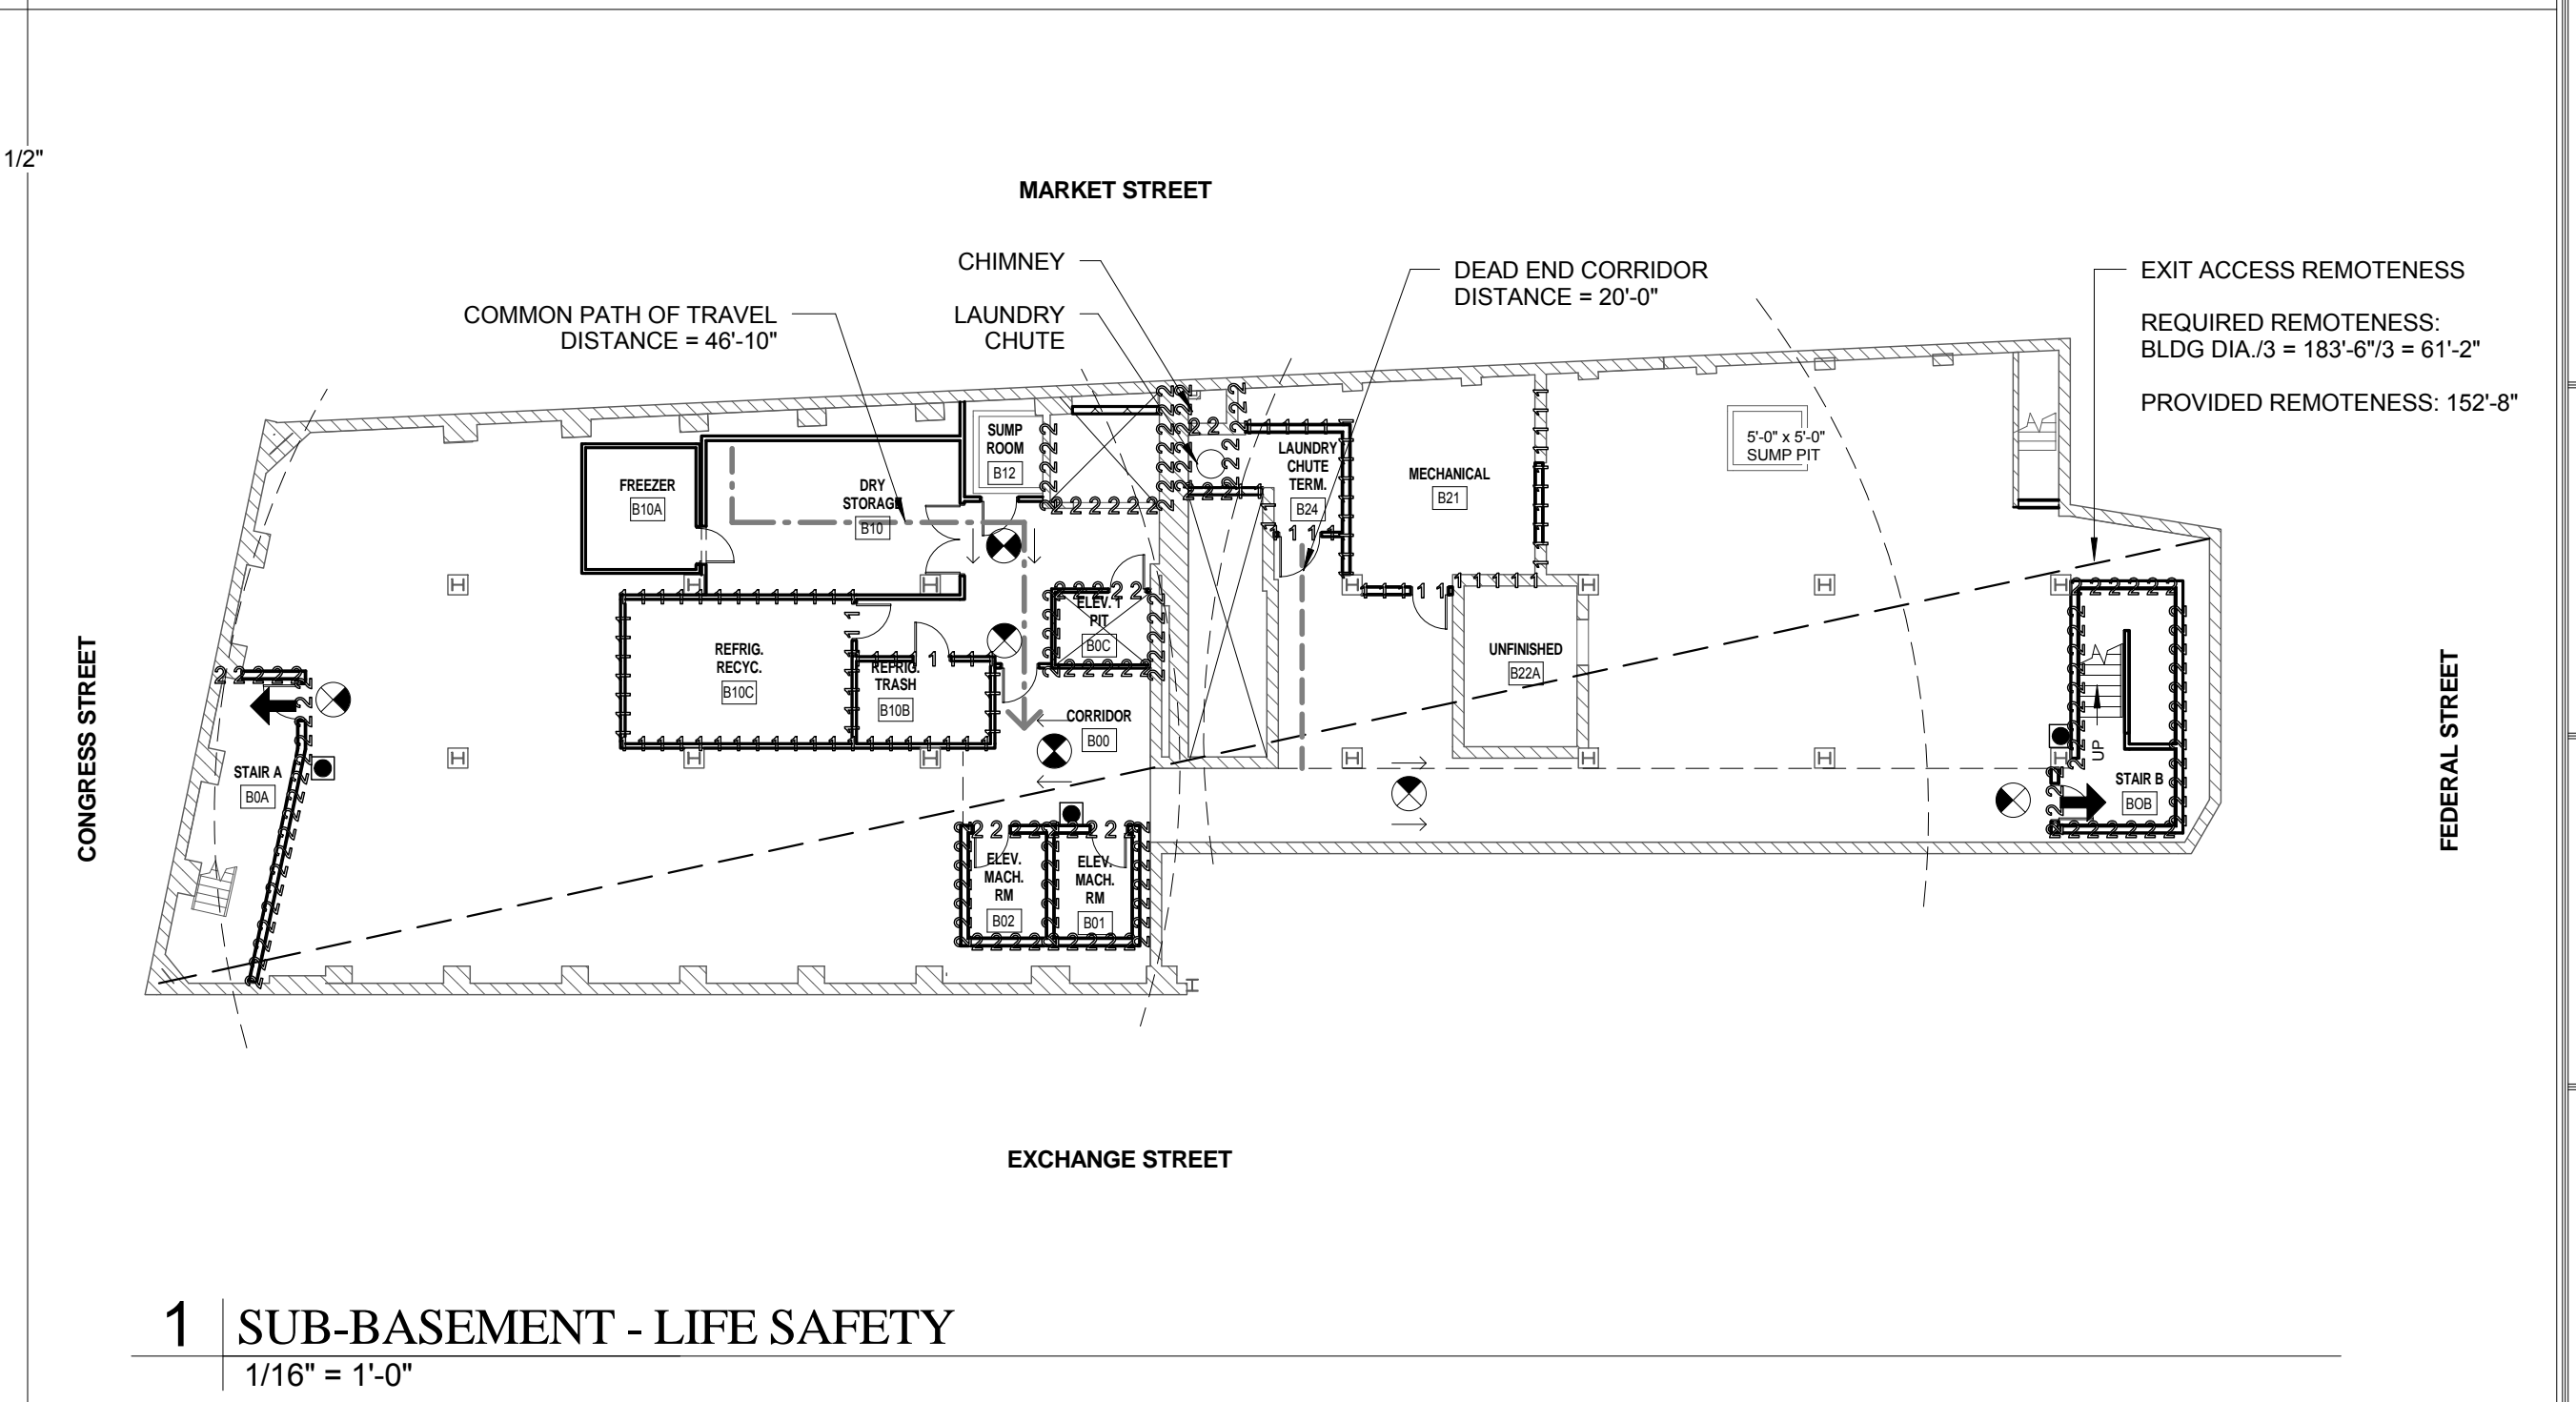 1/2"
MARKET STREET
CHIMNEY
LAUNDRY
CHUTE
COMMON PATH OF TRAVEL
DISTANCE = 46'-10"
DEAD END CORRIDOR
DISTANCE = 20'-0"
EXIT ACCESS REMOTENESS
REQUIRED REMOTENESS:
BLDG DIA./3 = 183'-6"/3 = 61'-2"
PROVIDED REMOTENESS: 152'-8"
FREEZER
B10A
DRY
STORAGE
B10
SUMP
ROOM
B12
LAUNDRY
CHUTE
TERM.
B24
MECHANICAL
B21
5'-0" x 5'-0"
SUMP PIT
REFRIG.
RECYC.
B10C
REFRIG.
TRASH
B10B
ELEV. 1
PIT
B0C
CORRIDOR
B00
UNFINISHED
B22A
STAIR A
B0A
UP
STAIR B
BOB
ELEV.
MACH.
RM
B02
ELEV.
MACH.
RM
B01
CONGRESS STREET
FEDERAL STREET
EXCHANGE STREET
1 SUB-BASEMENT - LIFE SAFETY
1/16" = 1'-0"